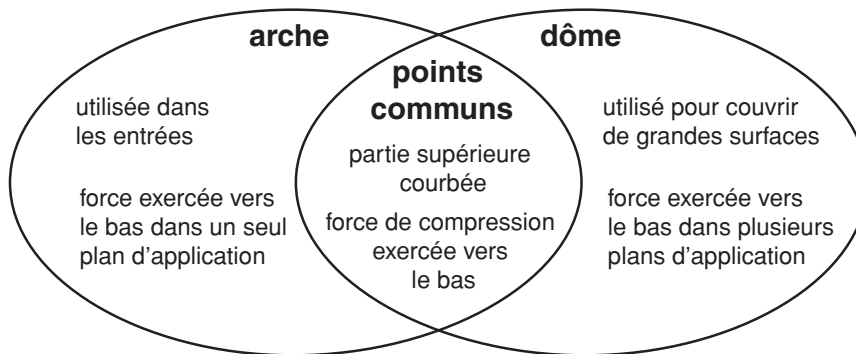 arche
utilisée dans
les entrées
force exercée vers
le bas dans un seul
plan d'application
points
communs
partie supérieure
courbée
force de compression
exercée vers
le bas
dôme
utilisé pour couvrir
de grandes surfaces
force exercée vers
le bas dans plusieurs
plans d'application